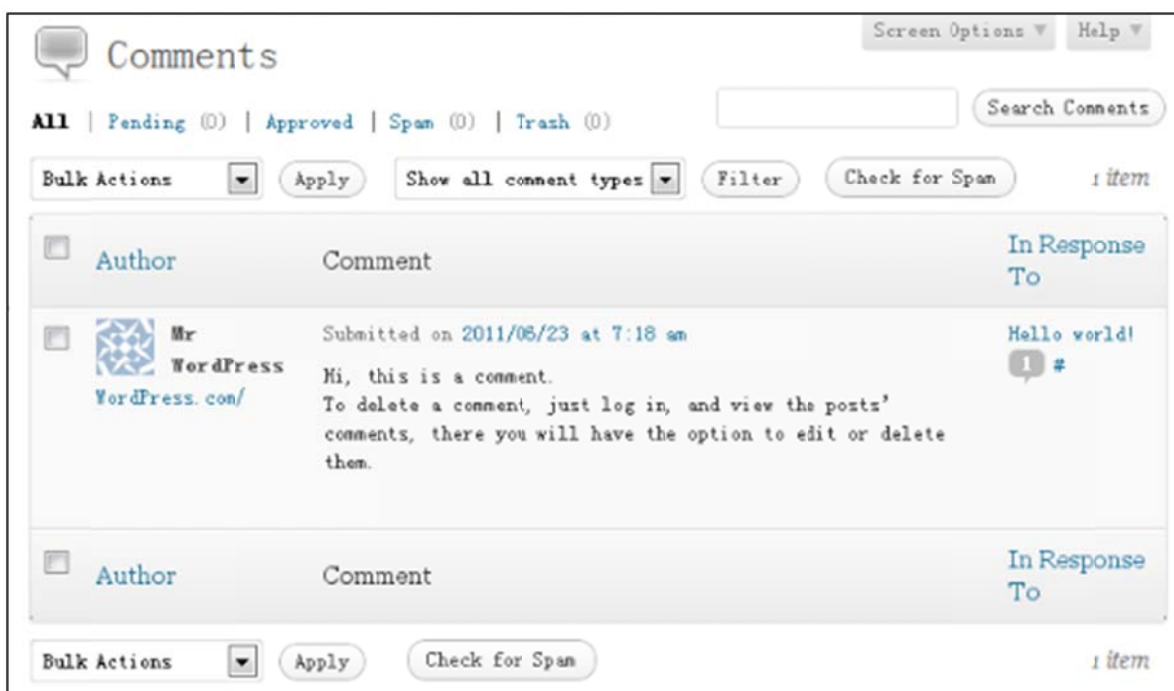 Screen Options Help
Comments
All | Pending (0) | Approved | Spam (0) | Trash (0)
Search Comments
Bulk Actions Apply Show all comment types Filter Check for Spam 1 item
Author Comment In Response To
Mr WordPress
WordPress.com/
Submitted on 2011/06/23 at 7:18 am
Hi, this is a comment.
To delete a comment, just log in, and view the posts'
comments, there you will have the option to edit or delete
them.
Hello world!
1 #
Author Comment In Response To
Bulk Actions Apply Check for Spam 1 item